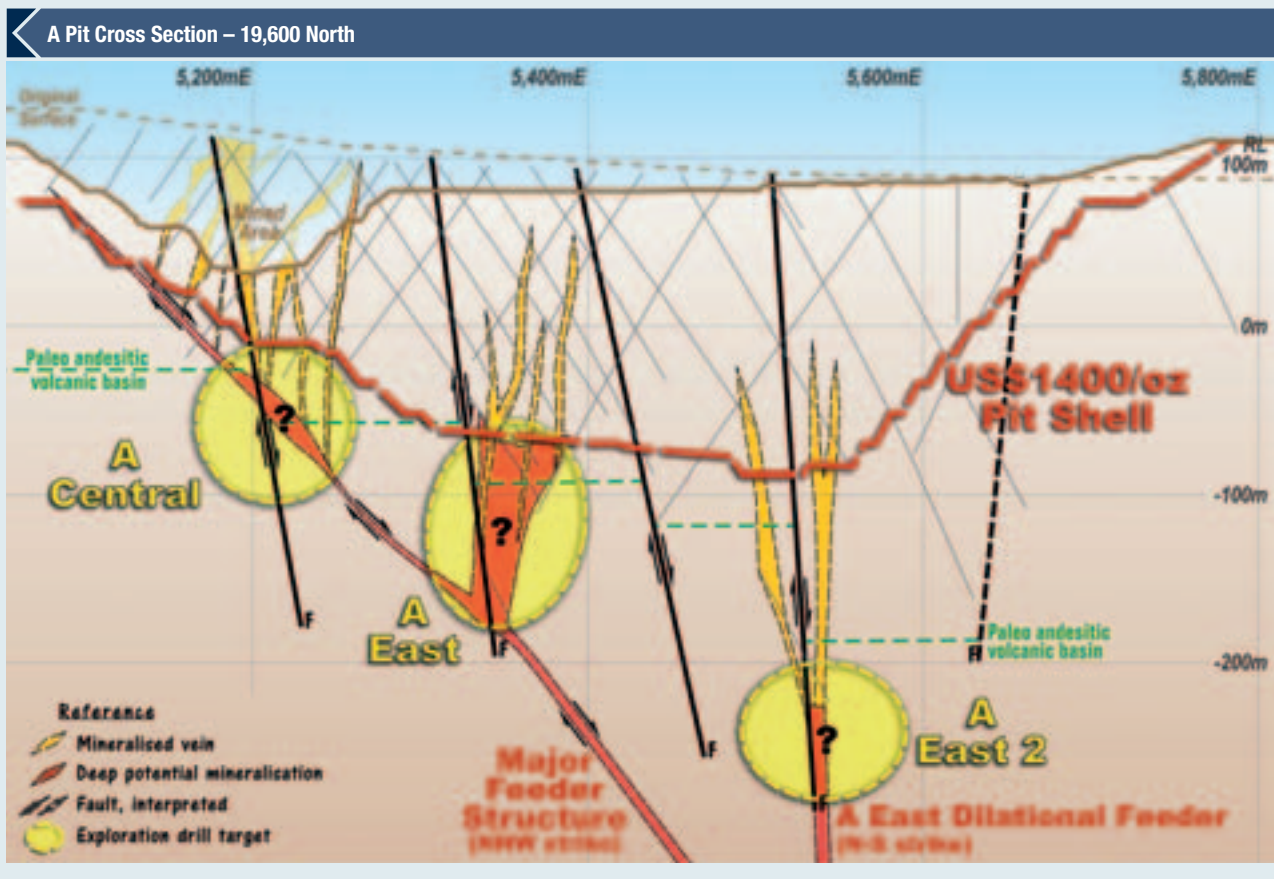 A Pit Cross Section – 19,600 North
5,200mE
5,400mE
5,600mE
5,800mE
Original
Surface
RL
100m
Mined
Area
0m
Paleo andesitic
volcanic basin
US$1400/oz
Pit Shell
?
A
Central
-100m
?
A
East
F
F
Paleo andesitic
volcanic basin
-200m
F
?
A
East 2
F
Reference
Mineralised vein
Deep potential mineralisation
Fault, interpreted
Exploration drill target
Major
Feeder
Structure
(NNW strike)
A East Dilational Feeder
(N-S strike)